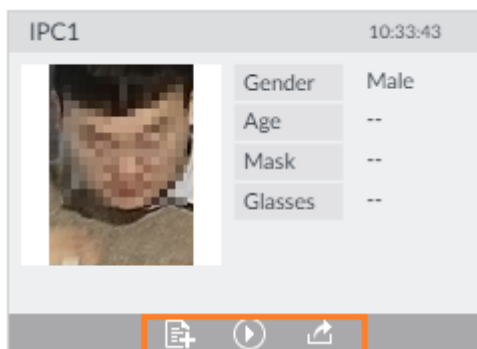 IPC1 10:33:43
Gender Male
Age --
Mask --
Glasses --